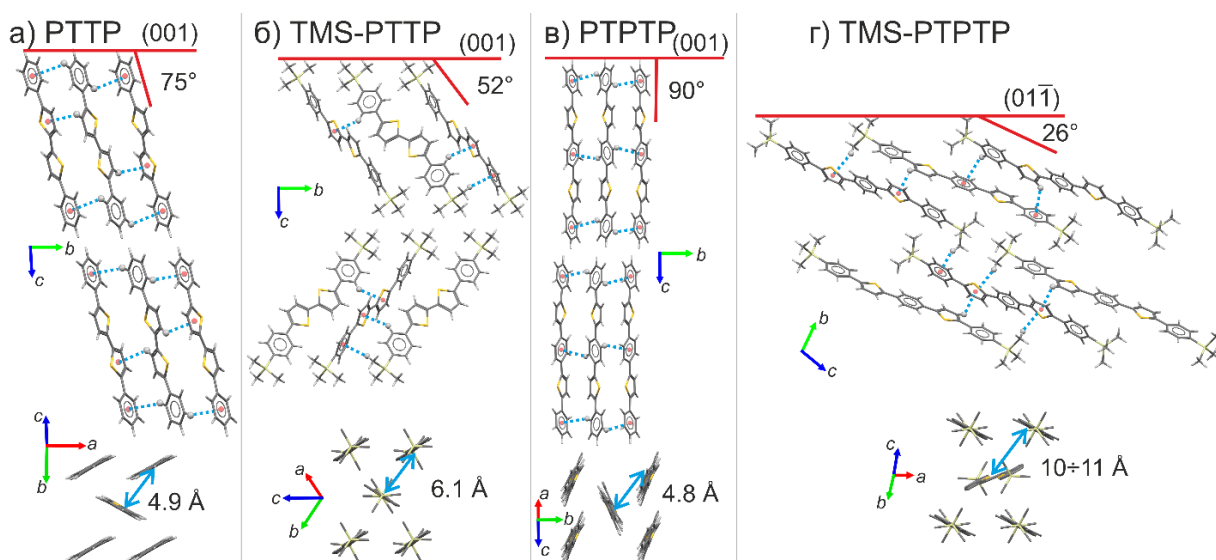 а) PTTP
(001)
75°
b
c
c
a
b
4.9 Å
б) TMS-PTTP
(001)
52°
b
c
a
c
b
6.1 Å
в) PTPTP
(001)
90°
b
c
a
b
c
4.8 Å
г) TMS-PTPTP
(011̅)
26°
b
c
c
a
b
10÷11 Å